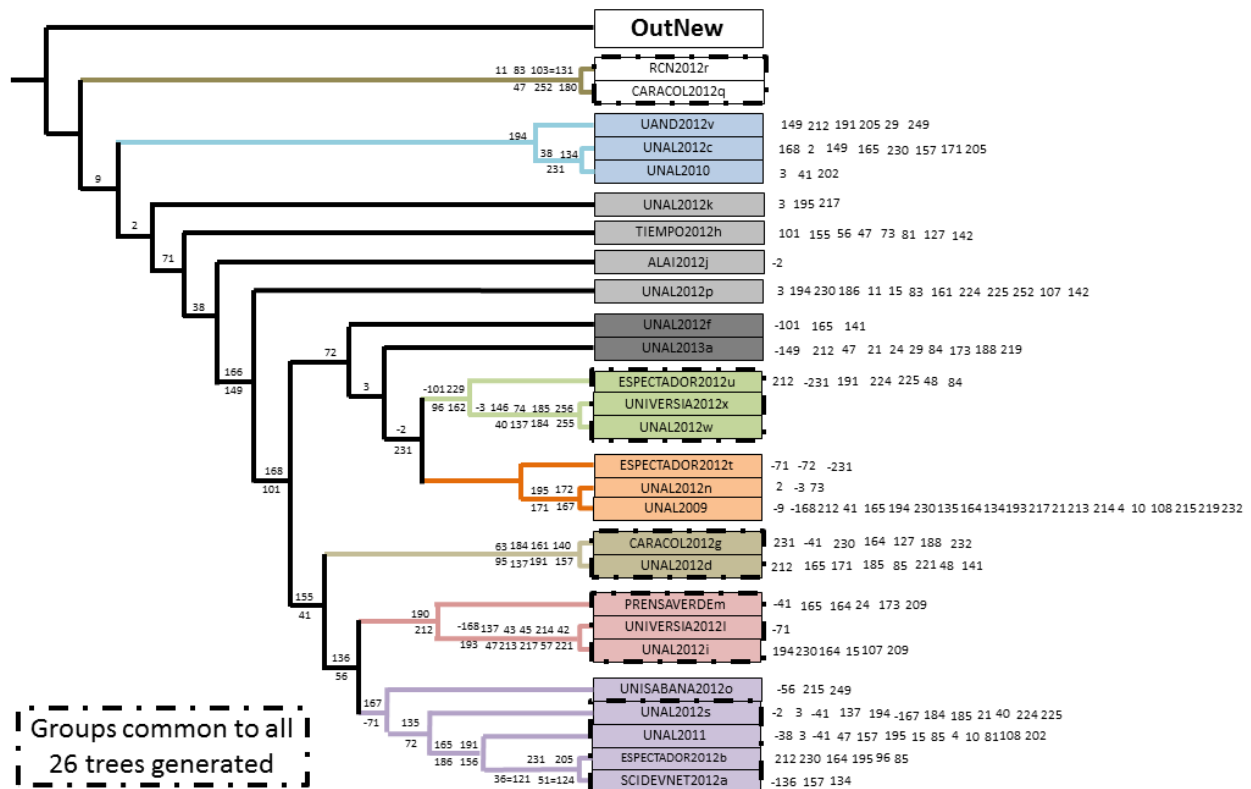 OutNew
11 83 103=131
RCN2012r
47 252 180
CARACOL2012q
UAND2012v 149 212 191 205 29 249
194
38 134
UNAL2012c 168 2 149 165 230 157 171 205
231
UNAL2010 3 41 202
9
UNAL2012k 3 195 217
2
TIEMPO2012h 101 155 56 47 73 81 127 142
71
ALAI2012j -2
38
UNAL2012p 3 194 230 186 11 15 83 161 224 225 252 107 142
UNAL2012f -101 165 141
72
UNAL2013a -149 212 47 21 24 29 84 173 188 219
166
149
ESPECTADOR2012u 212 -231 191 224 225 48 84
3
-101 229
96 162
-3 146 74 185 256
UNIVERSIA2012x
40 137 184 255
UNAL2012w
-2
231
ESPECTADOR2012t -71 -72 -231
168
101
195 172
UNAL2012n 2 -3 73
171 167
UNAL2009 -9 -168 212 41 165 194 230 135 164 134 193 217 21 213 214 4 10 108 215 219 232
63 184 161 140
CARACOL2012g 231 -41 230 164 127 188 232
95 137 191 157
UNAL2012d 212 165 171 185 85 221 48 141
155
41
PRENSAVERDEm -41 165 164 24 173 209
190
212
-168 137 43 45 214 42
UNIVERSIA2012l -71
193 47 213 217 57 221
UNAL2012i 194 230 164 15 107 209
136
56
UNISABANA2012o -56 215 249
167
-71
UNAL2012s -2 3 -41 137 194 -167 184 185 21 40 224 225
135
72
UNAL2011 -38 3 -41 47 157 195 15 85 4 10 81 108 202
165 191
186 156
231 205
ESPECTADOR2012b 212 230 164 195 96 85
36=121 51=124
SCIDEVNET2012a -136 157 134
Groups common to all
26 trees generated